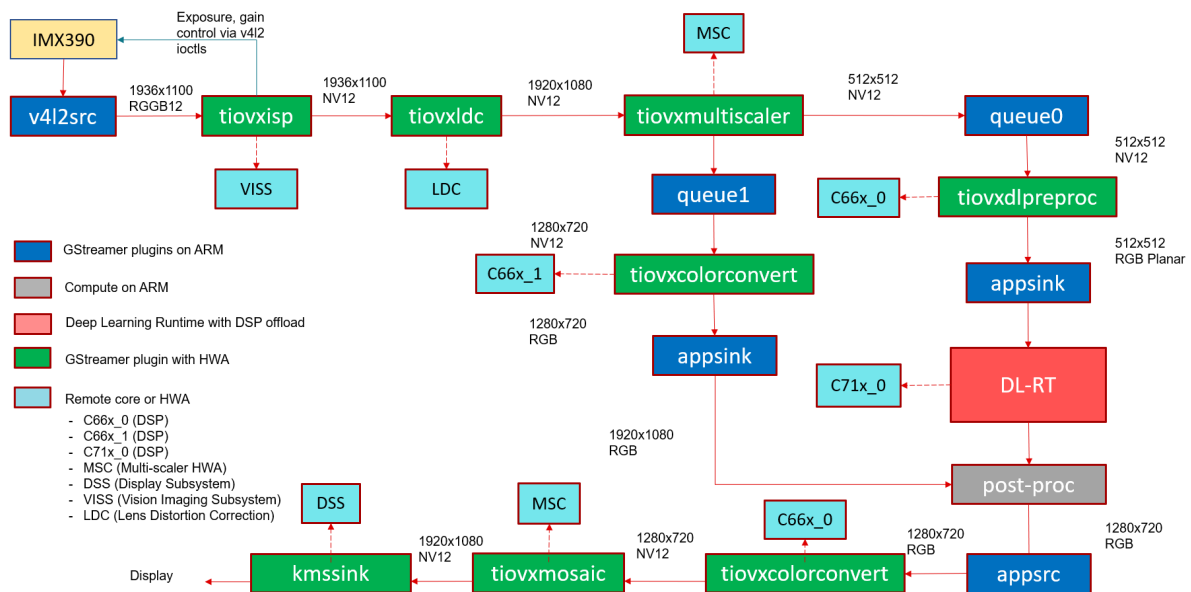 Exposure, gain
control via v4l2
ioctls
IMX390
MSC
1936x1100
RGGB12
1936x1100
NV12
1920x1080
NV12
512x512
NV12
v4l2src
tiovxisp
tiovxldc
tiovxmultiscaler
queue0
512x512
NV12
VISS
LDC
queue1
C66x_0
tiovxdlpreproc
GStreamer plugins on ARM
1280x720
NV12
512x512
RGB Planar
C66x_1
tiovxcolorconvert
appsink
Compute on ARM
Deep Learning Runtime with DSP offload
1280x720
RGB
GStreamer plugin with HWA
appsink
C71x_0
DL-RT
Remote core or HWA
- C66x_0 (DSP)
- C66x_1 (DSP)
- C71x_0 (DSP)
- MSC (Multi-scaler HWA)
- DSS (Display Subsystem)
- VISS (Vision Imaging Subsystem)
- LDC (Lens Distortion Correction)
1920x1080
RGB
post-proc
DSS
MSC
C66x_0
1920x1080
NV12
1280x720
NV12
1280x720
RGB
1280x720
RGB
Display
kmssink
tiovxmosaic
tiovxcolorconvert
appsrc